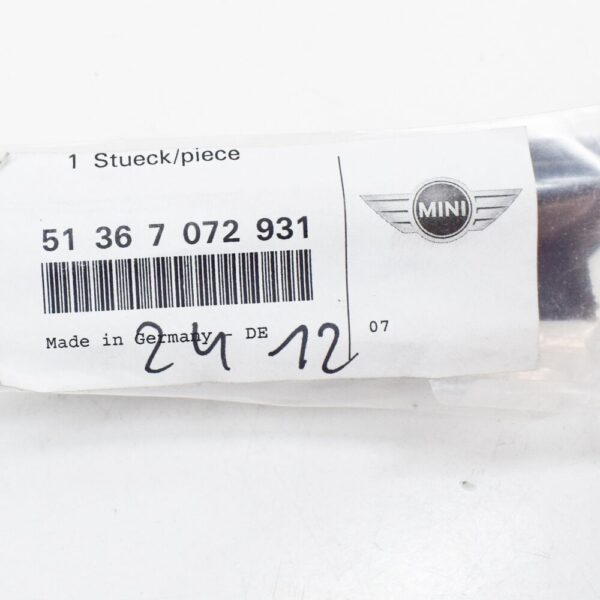 1 Stueck/piece
MINI
51 36 7 072 931
Made in Germany - DE
07
24 12